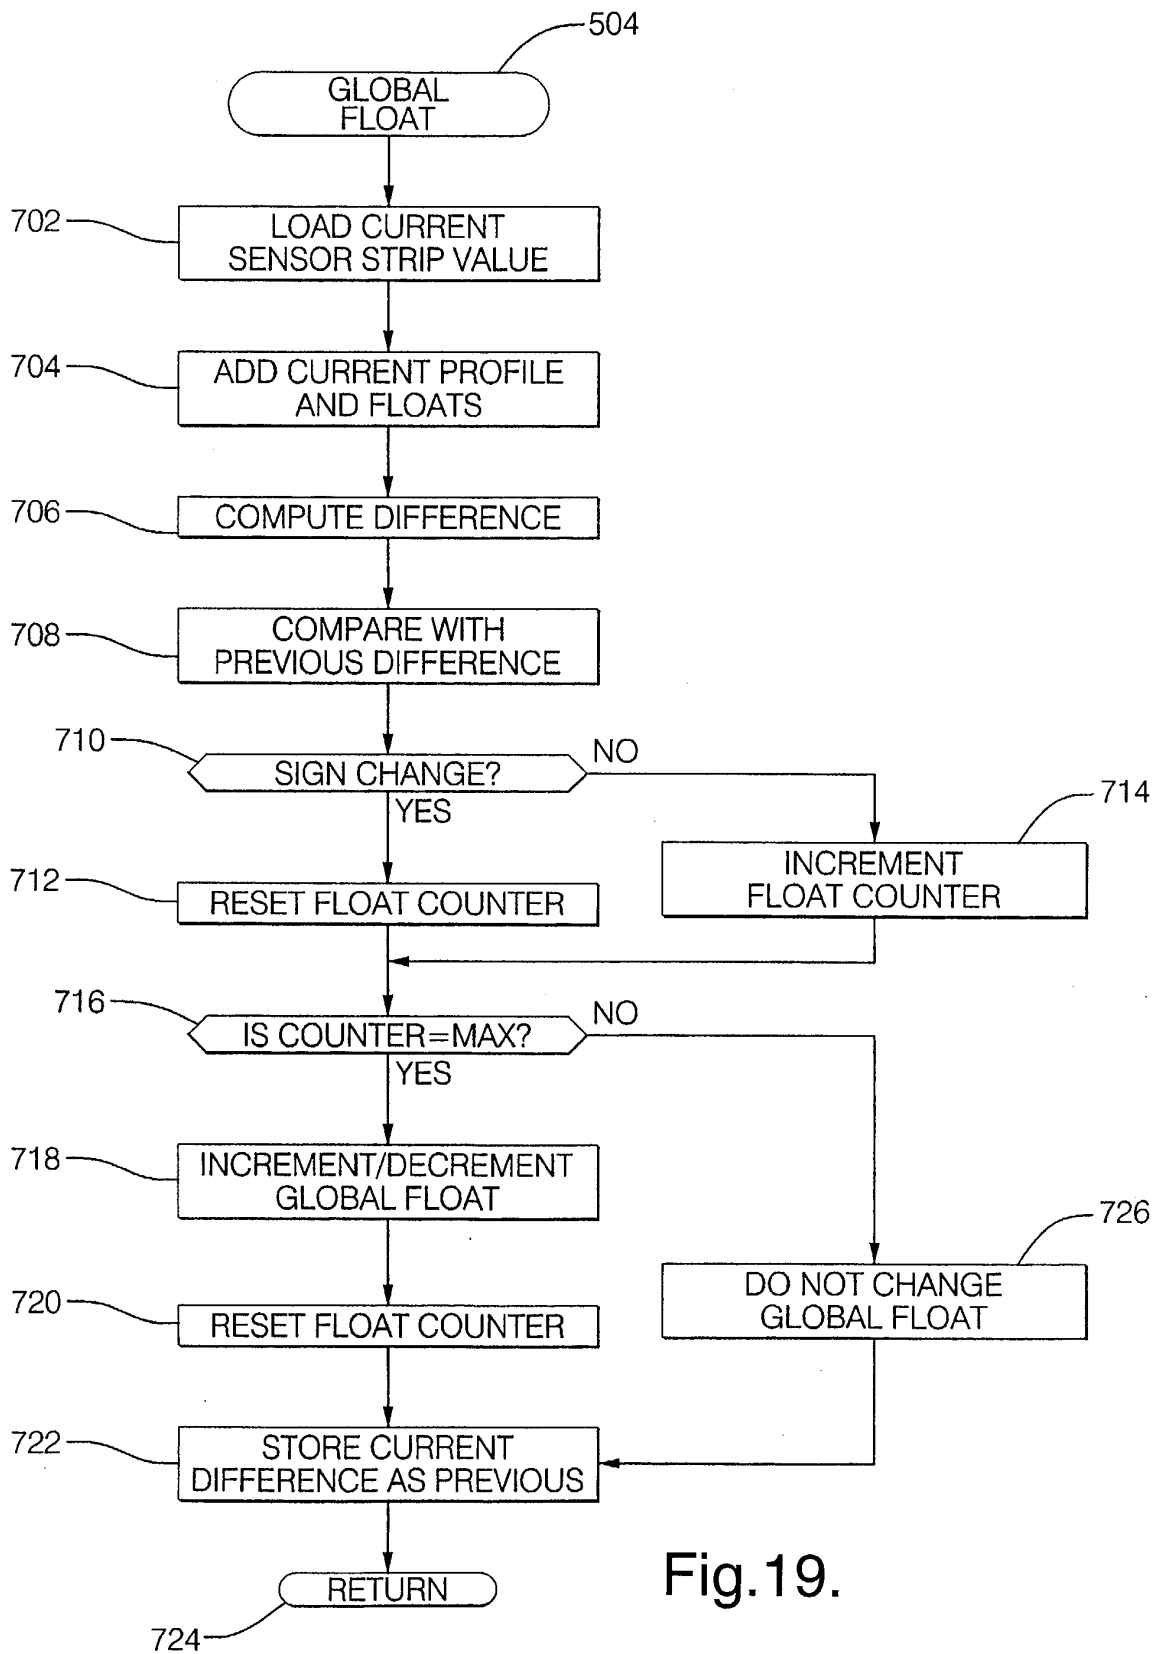 504
GLOBAL
FLOAT
702
LOAD CURRENT
SENSOR STRIP VALUE
704
ADD CURRENT PROFILE
AND FLOATS
706
COMPUTE DIFFERENCE
708
COMPARE WITH
PREVIOUS DIFFERENCE
710
SIGN CHANGE?
NO
YES
714
INCREMENT
FLOAT COUNTER
712
RESET FLOAT COUNTER
716
IS COUNTER=MAX?
NO
YES
718
INCREMENT/DECREMENT
GLOBAL FLOAT
726
DO NOT CHANGE
GLOBAL FLOAT
720
RESET FLOAT COUNTER
722
STORE CURRENT
DIFFERENCE AS PREVIOUS
RETURN
724
Fig.19.